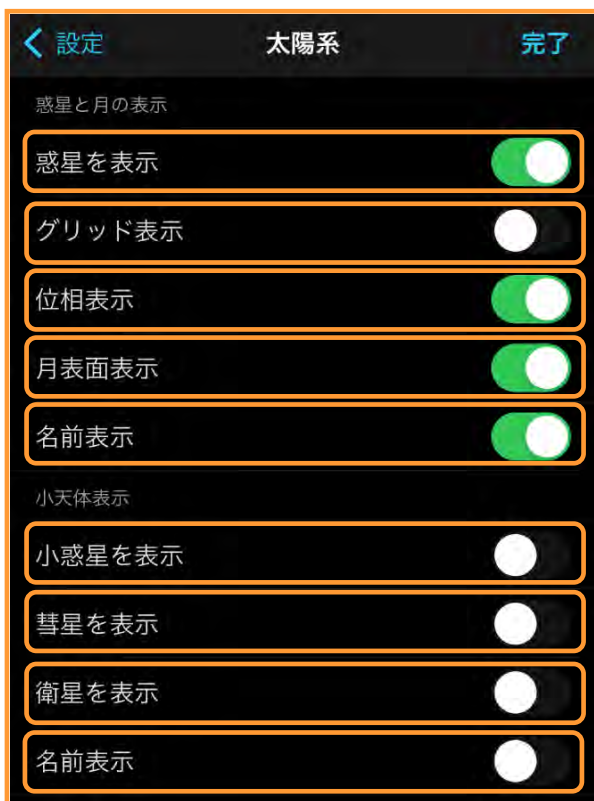 設定 太陽系 完了
惑星と月の表示
惑星を表示
グリッド表示
位相表示
月表面表示
名前表示
小天体表示
小惑星を表示
彗星を表示
衛星を表示
名前表示